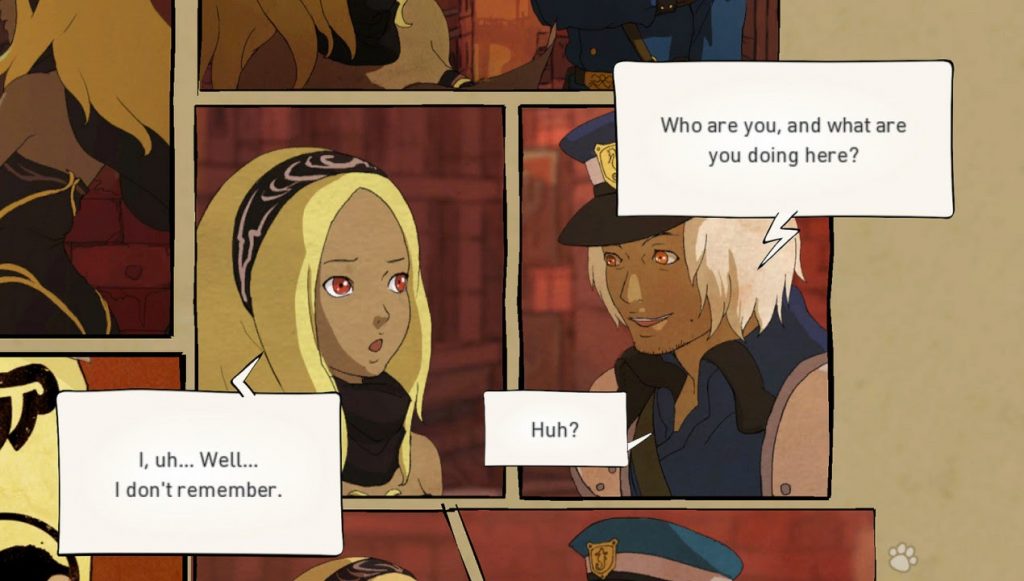 Who are you, and what are
you doing here?
I, uh... Well...
I don't remember.
Huh?